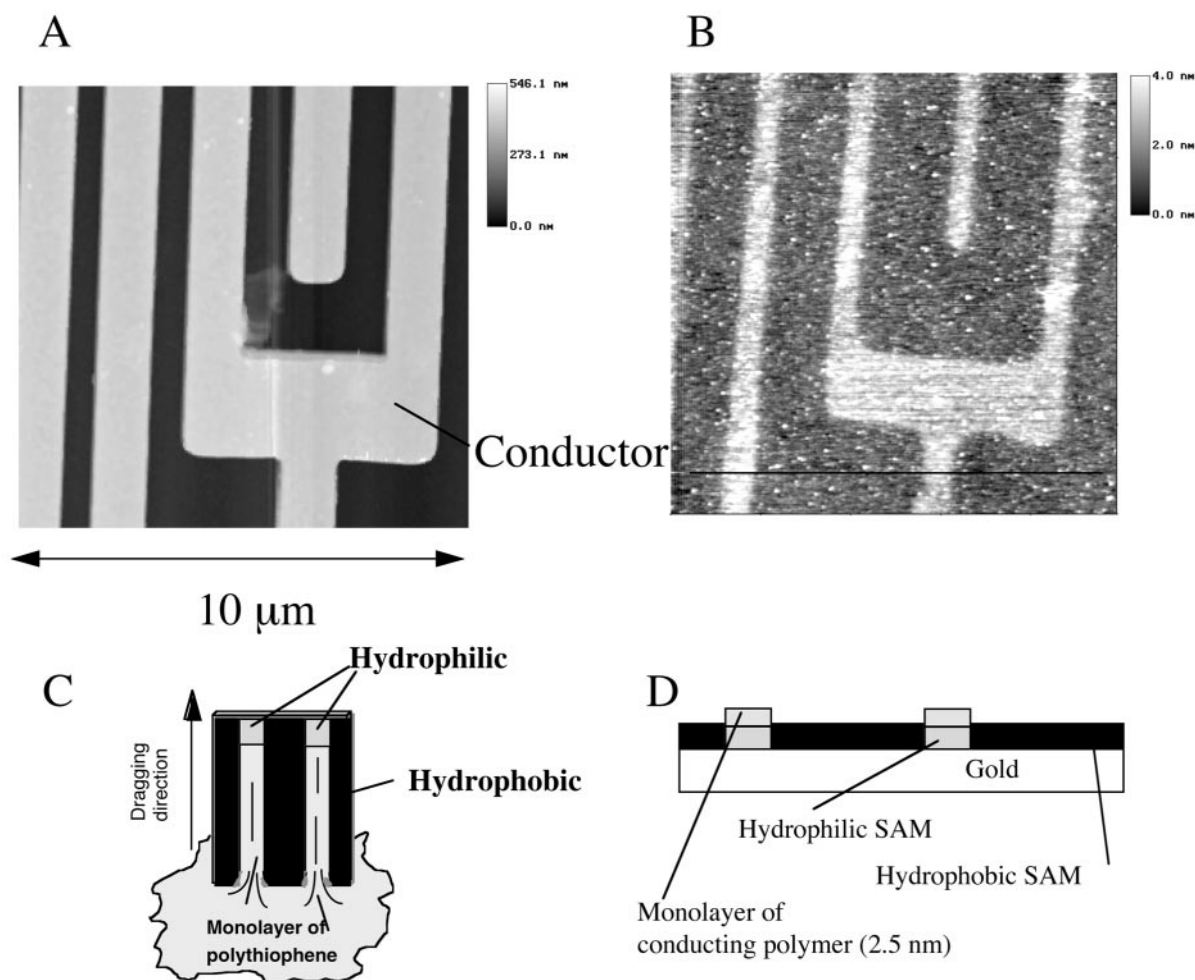 A
B
546.1 nm
273.1 nm
0.0 nm
4.0 nm
2.0 nm
0.0 nm
Conductor
10 μm
C
Hydrophilic
D
Dragging
direction
Hydrophobic
Gold
Hydrophilic SAM
Hydrophobic SAM
Monolayer of
polythiophene
Monolayer of
conducting polymer (2.5 nm)